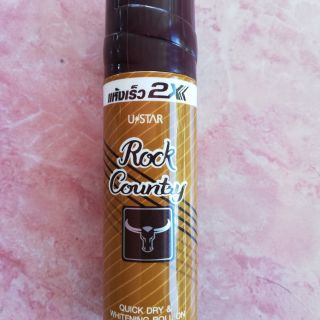 แห้งเร็ว 2X
U★STAR
Rock
Country
QUICK DRY &
WHITENING ROLL ON